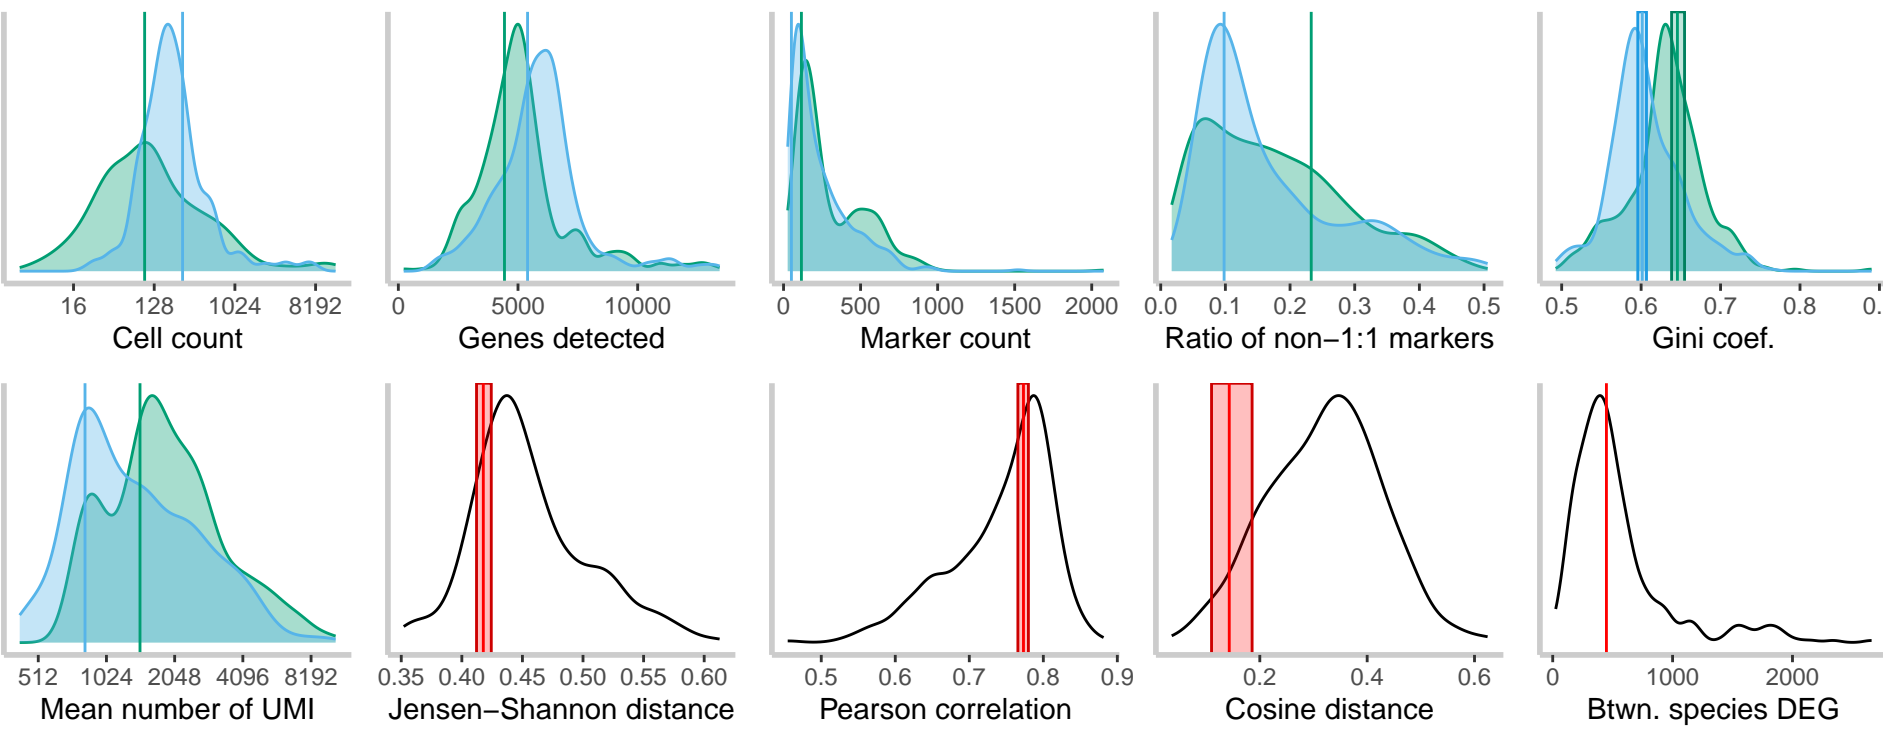 16 128 1024 8192
Cell count
0 5000 10000
Genes detected
0 500 1000 1500 2000
Marker count
0.0 0.1 0.2 0.3 0.4 0.5
Ratio of non−1:1 markers
0.5 0.6 0.7 0.8 0.
Gini coef.
512 1024 2048 4096 8192
Mean number of UMI
0.35 0.40 0.45 0.50 0.55 0.60
Jensen−Shannon distance
0.5 0.6 0.7 0.8 0.9
Pearson correlation
0.2 0.4 0.6
Cosine distance
0 1000 2000
Btwn. species DEG